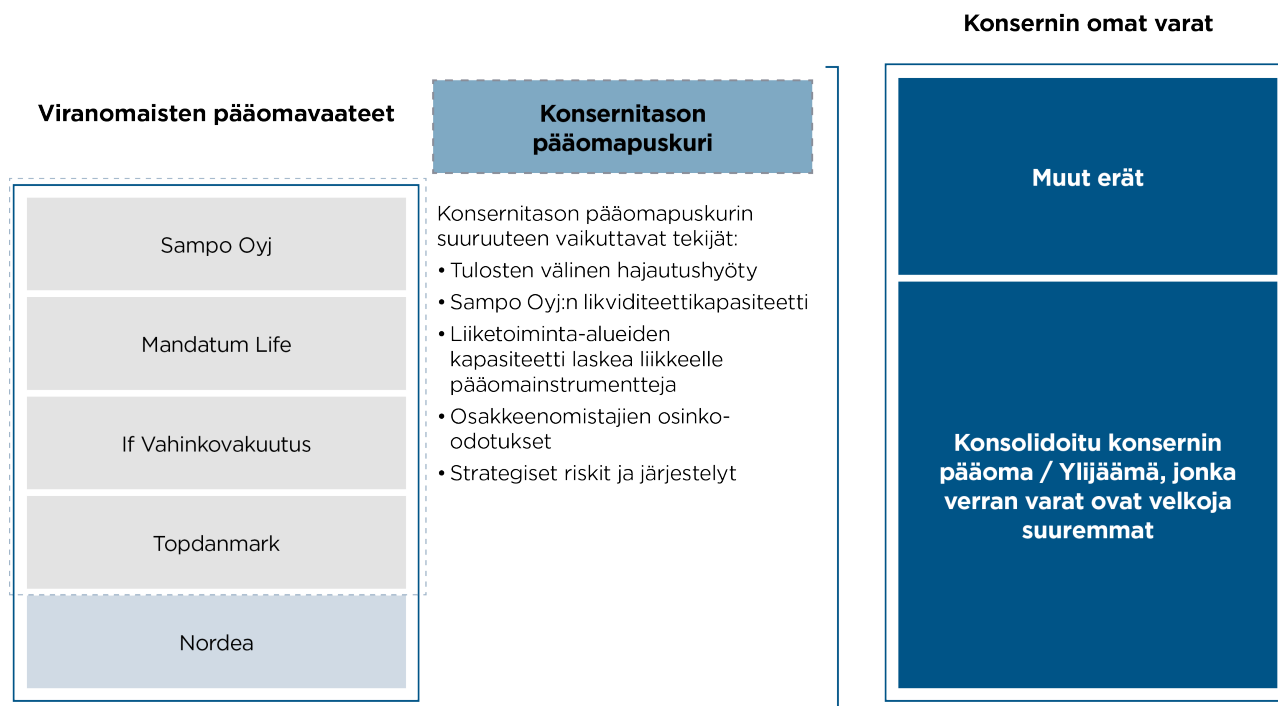 Viranomaisten pääomavaateet
Sampo Oyj
Mandatum Life
If Vahinkovakuutus
Topdanmark
Nordea
Konsernitason
pääomapuskuri
Konsernitason pääomapuskurin
suuruuteen vaikuttavat tekijät:
• Tulosten välinen hajautushyöty
• Sampo Oyj:n likviditeettikapasiteetti
• Liiketoiminta-alueiden
kapasiteetti laskea liikkeelle
pääomainstrumentteja
• Osakkeenomistajien osinko-
odotukset
• Strategiset riskit ja järjestelyt
Konsernin omat varat
Muut erät
Konsolidoitu konsernin
pääoma / Ylijäämä, jonka
verran varat ovat velkoja
suuremmat